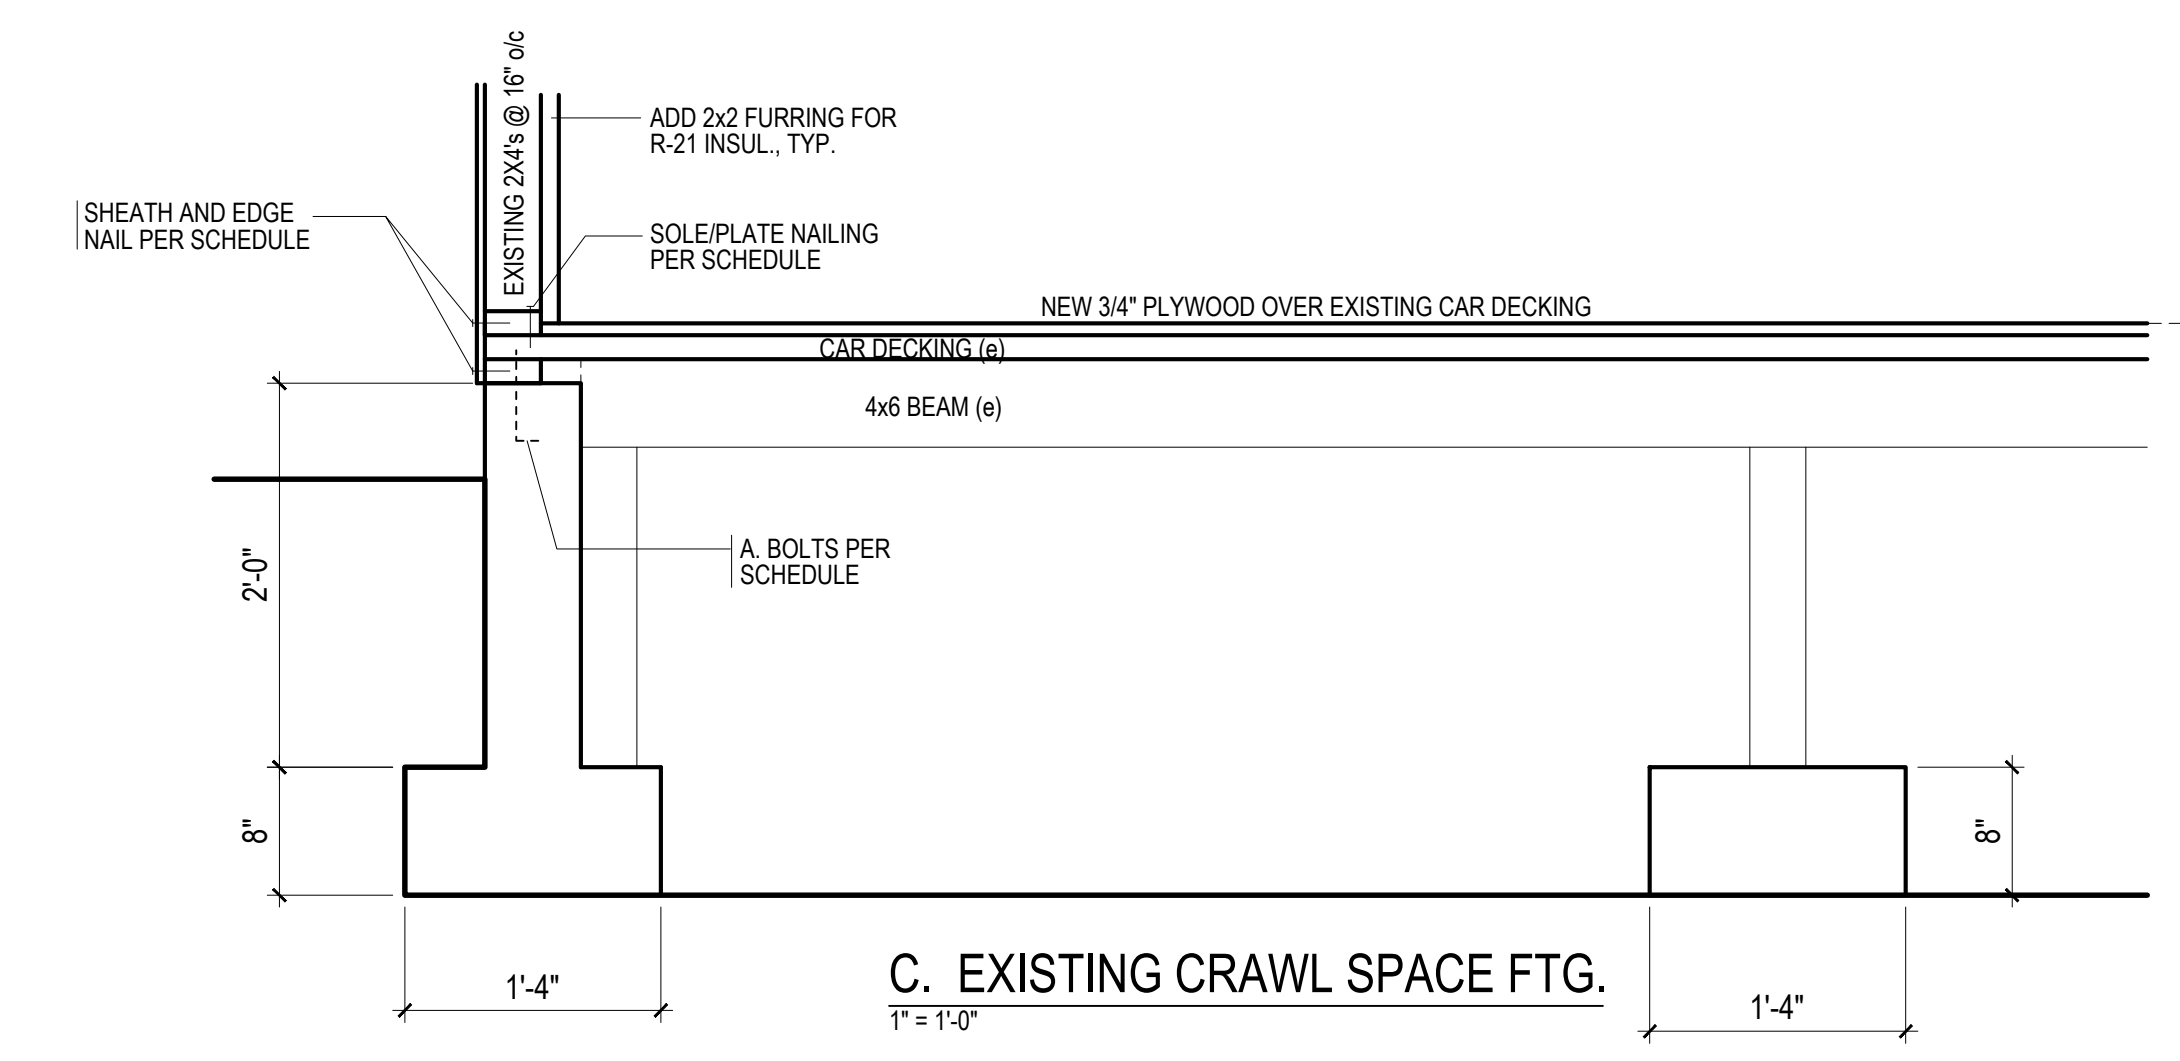 EXISTING 2X4's @ 16" o/c
ADD 2x2 FURRING FOR
R-21 INSUL., TYP.
SHEATH AND EDGE
NAIL PER SCHEDULE
SOLE/PLATE NAILING
PER SCHEDULE
NEW 3/4" PLYWOOD OVER EXISTING CAR DECKING
CAR DECKING (e)
4x6 BEAM (e)
A. BOLTS PER
SCHEDULE
2'-0"
8"
8"
1'-4"
C. EXISTING CRAWL SPACE FTG.
1" = 1'-0"
1'-4"